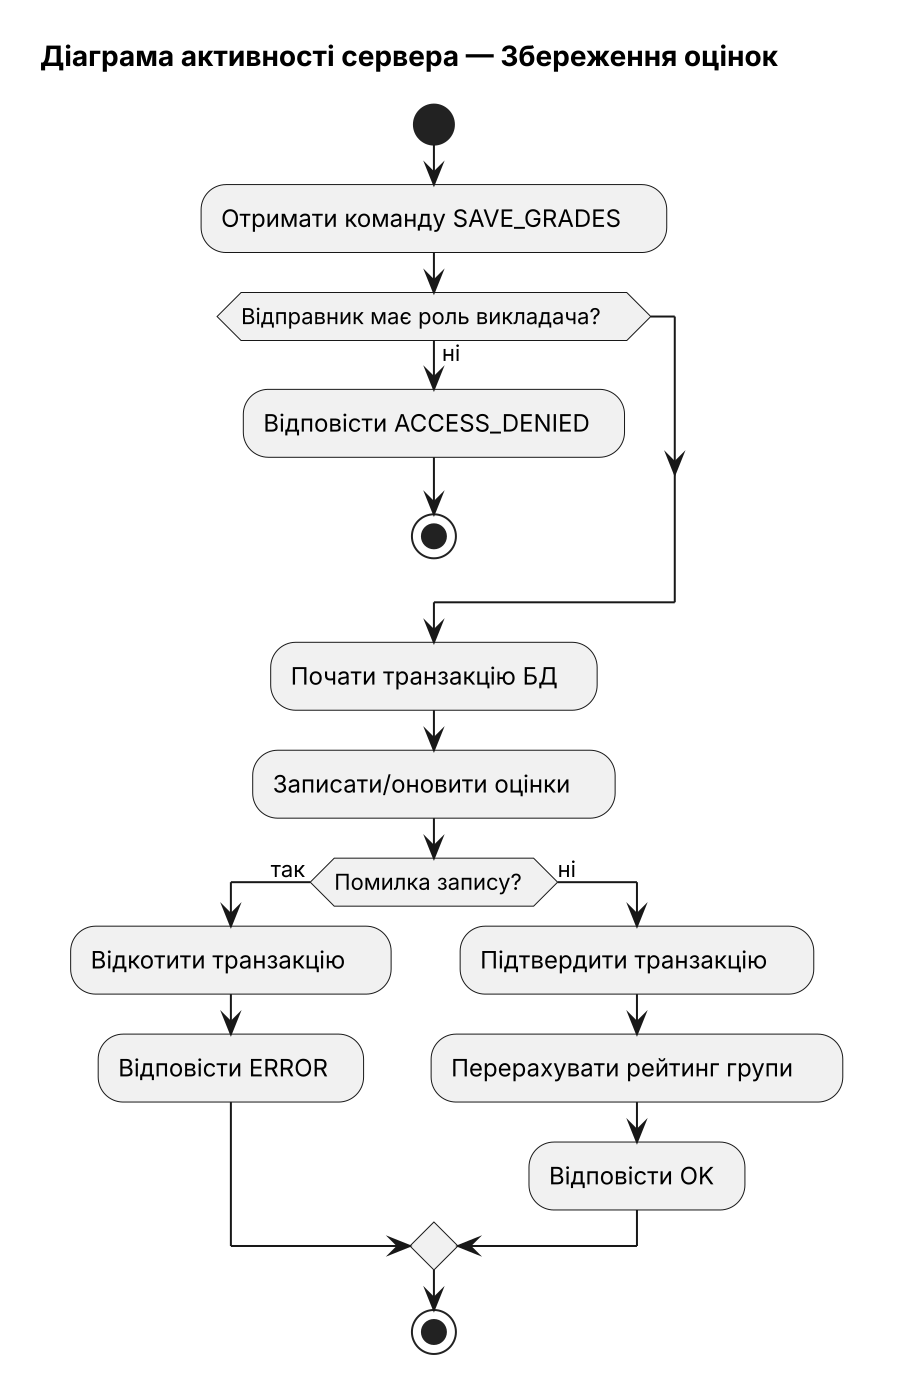 Діаграма активності сервера — Збереження оцінок
Отримати команду SAVE_GRADES
Відправник має роль викладача?
ні
Відповісти ACCESS_DENIED
Почати транзакцію БД
Записати/оновити оцінки
так
Помилка запису?
ні
Відкотити транзакцію
Підтвердити транзакцію
Відповісти ERROR
Перерахувати рейтинг групи
Відповісти OK